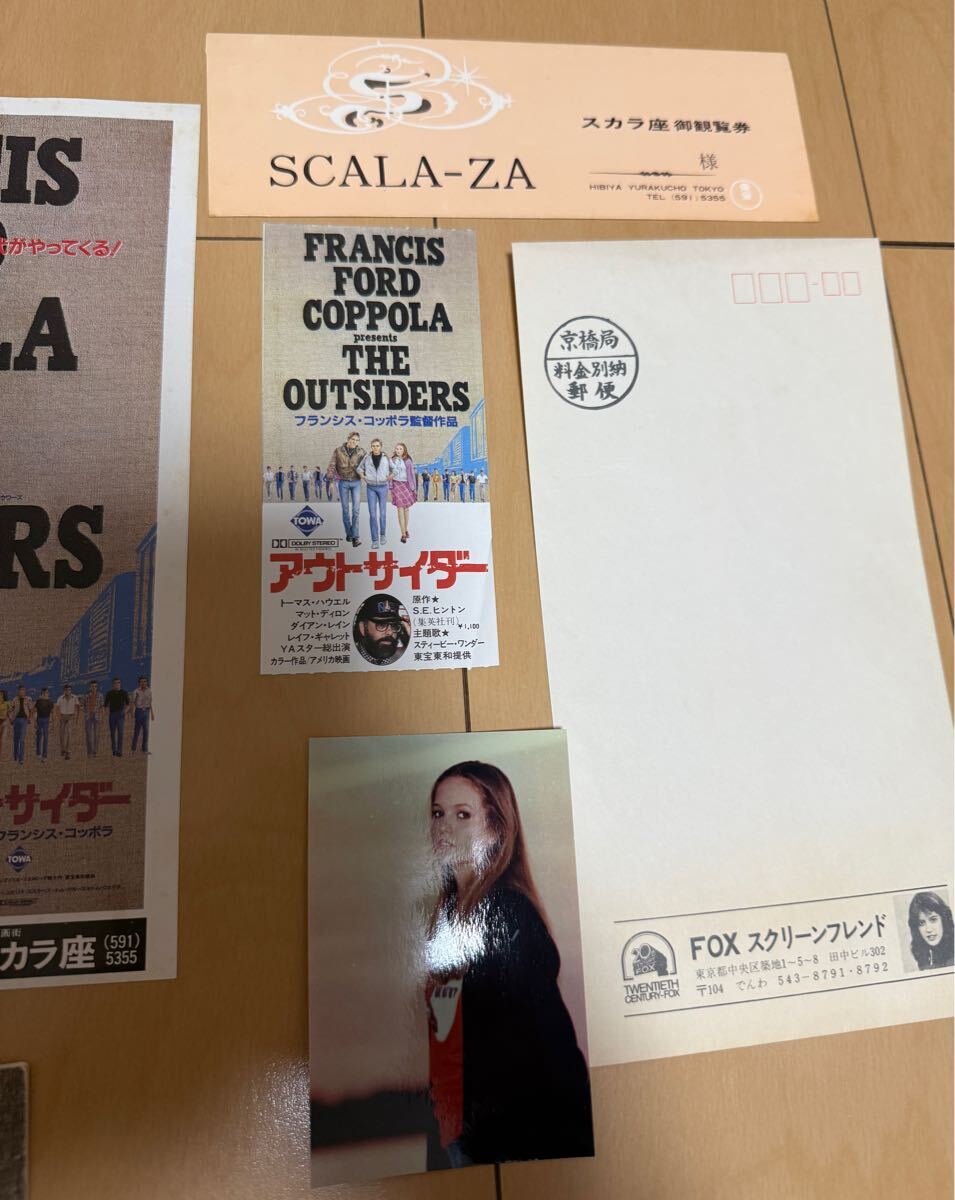 SCALA-ZA
スカラ座 御観覧券
様
HIBIYA YURAKUCHO TOKYO
TEL (591) 5355
FRANCIS
FORD
COPPOLA
presents
THE
OUTSIDERS
フランシス・コッポラ監督作品
TOWA
DOLBY STEREO
アウトサイダー
トーマス・ハウエル
マット・ディロン
ダイアン・レイン
レイフ・ギャレット
YAスター総出演
カラー作品/アメリカ映画
原作★
S.E.ヒントン
(集英社刊)
¥1,100
主題歌★
スティービー・ワンダー
東宝東和提供
京橋局
料金別納
郵便
FOX スクリーンフレンド
東京都中央区築地1〜5〜8 田中ビル302
〒104 でんわ 543-8791・8792
TWENTIETH
CENTURY-FOX
がやってくる!
LA
RS
サイダー
フランシス・コッポラ
TOWA
画街
カラ座 (591)
5355